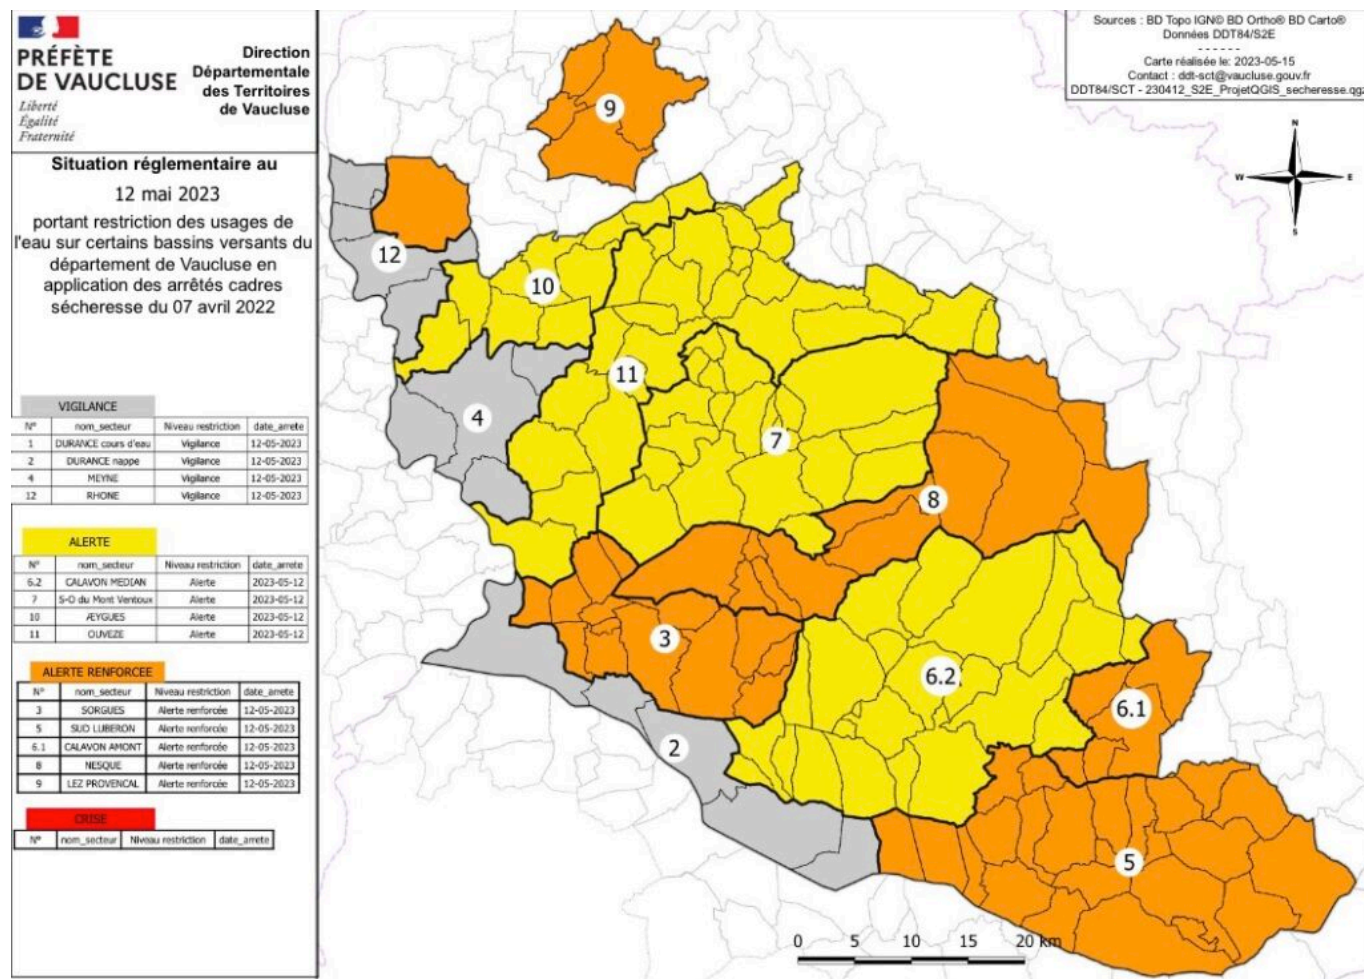 PRÉFÈTE
DE VAUCLUSE
Liberté
Égalité
Fraternité
Direction
Départementale
des Territoires
de Vaucluse
Situation réglementaire au
12 mai 2023
portant restriction des usages de
l'eau sur certains bassins versants du
département de Vaucluse en
application des arrêtés cadres
sécheresse du 07 avril 2022
VIGILANCE
N° nom_secteur Niveau restriction date_arrete
1 DURANCE cours d'eau Vigilance 12-05-2023
2 DURANCE nappe Vigilance 12-05-2023
4 MEYNE Vigilance 12-05-2023
12 RHONE Vigilance 12-05-2023
ALERTE
N° nom_secteur Niveau restriction date_arrete
6.2 CALAVON MEDIAN Alerte 2023-05-12
7 S-O du Mont Ventoux Alerte 2023-05-12
10 ÆYGUES Alerte 2023-05-12
11 OUVEZE Alerte 2023-05-12
ALERTE RENFORCEE
N° nom_secteur Niveau restriction date_arrete
3 SORGUES Alerte renforcée 12-05-2023
5 SUD LUBERON Alerte renforcée 12-05-2023
6.1 CALAVON AMONT Alerte renforcée 12-05-2023
8 NESQUE Alerte renforcée 12-05-2023
9 LEZ PROVENCAL Alerte renforcée 12-05-2023
CRISE
N° nom_secteur Niveau restriction date_arrete
Sources : BD Topo IGN© BD Ortho® BD Carto®
Données DDT84/S2E
- - - - - -
Carte réalisée le: 2023-05-15
Contact : ddt-sct@vaucluse.gouv.fr
DDT84/SCT - 230412_S2E_ProjetQGIS_secheresse.qgz
N
W E
S
9
12
10
11
4
7
8
3
6.2
6.1
2
5
0 5 10 15 20 km